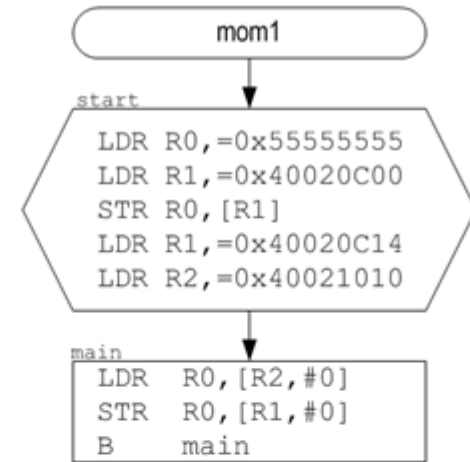 mom1
start
LDR R0,=0x55555555
LDR R1,=0x40020C00
STR R0,[R1]
LDR R1,=0x40020C14
LDR R2,=0x40021010
main
LDR R0,[R2,#0]
STR R0,[R1,#0]
B main